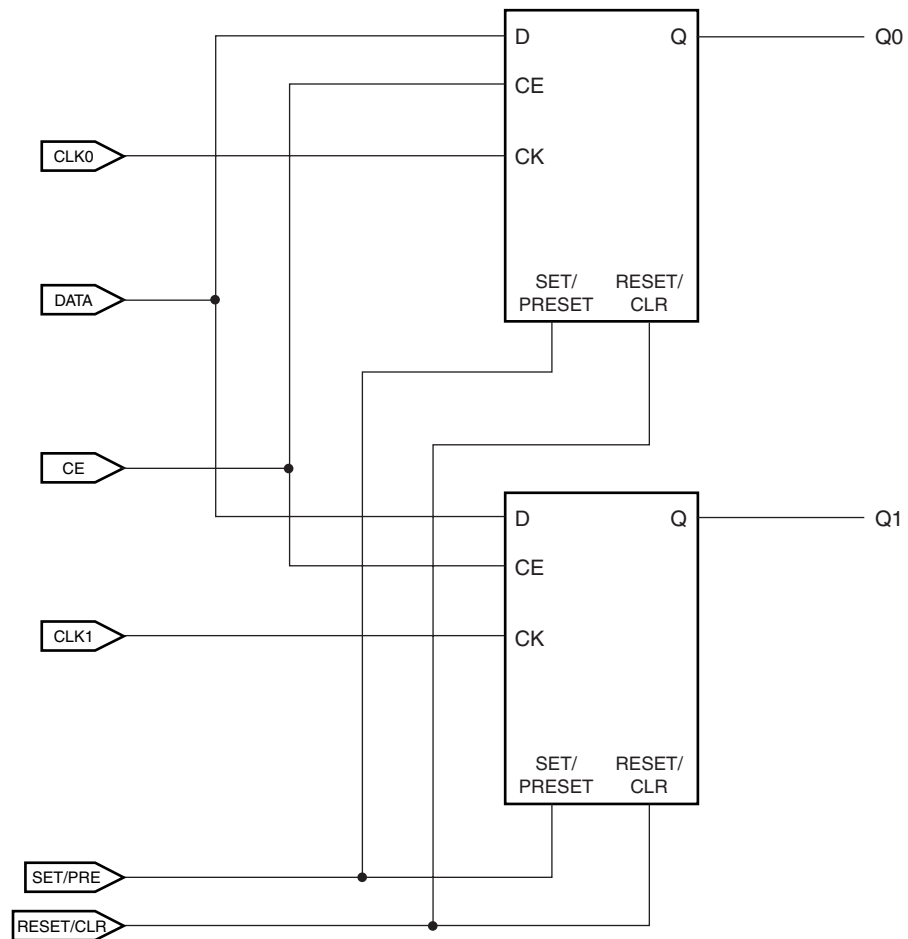 D
Q
Q0
CE
CLK0
CK
SET/
PRESET
RESET/
CLR
DATA
CE
D
Q
Q1
CE
CLK1
CK
SET/
PRESET
RESET/
CLR
SET/PRE
RESET/CLR